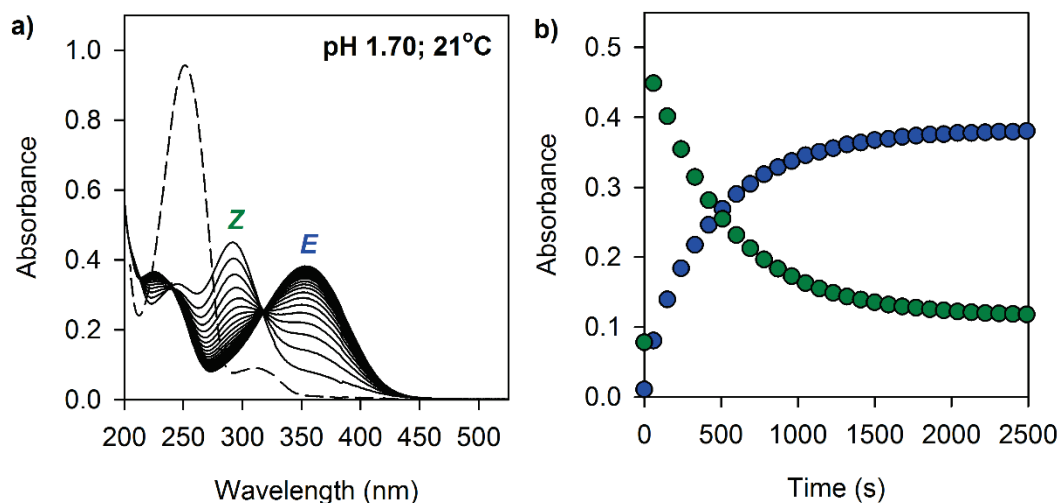 a)
pH 1.70; 21°C
Z
E
Absorbance
1.0
0.8
0.6
0.4
0.2
0.0
200 250 300 350 400 450 500
Wavelength (nm)
b)
Absorbance
0.5
0.4
0.3
0.2
0.1
0.0
0 500 1000 1500 2000 2500
Time (s)